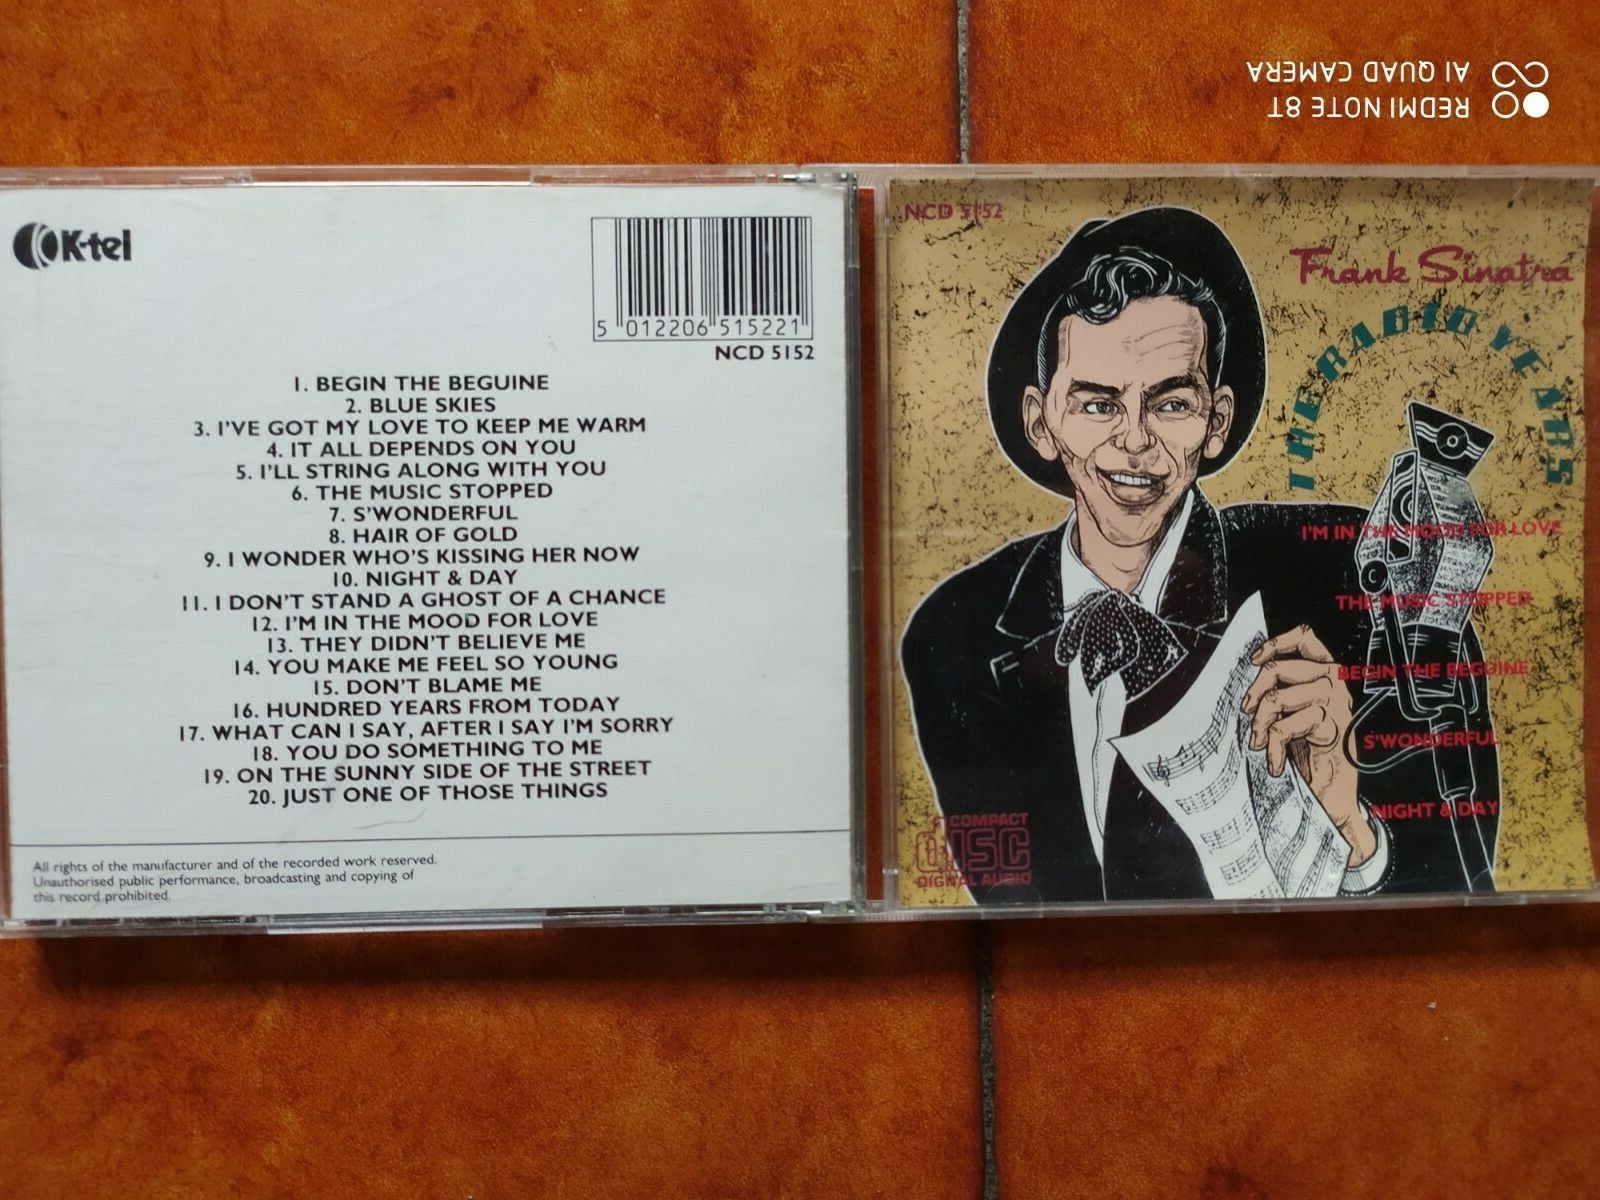 K-tel
5 012206 515221
NCD 5152
1. BEGIN THE BEGUINE
2. BLUE SKIES
3. I'VE GOT MY LOVE TO KEEP ME WARM
4. IT ALL DEPENDS ON YOU
5. I'LL STRING ALONG WITH YOU
6. THE MUSIC STOPPED
7. S'WONDERFUL
8. HAIR OF GOLD
9. I WONDER WHO'S KISSING HER NOW
10. NIGHT & DAY
11. I DON'T STAND A GHOST OF A CHANCE
12. I'M IN THE MOOD FOR LOVE
13. THEY DIDN'T BELIEVE ME
14. YOU MAKE ME FEEL SO YOUNG
15. DON'T BLAME ME
16. HUNDRED YEARS FROM TODAY
17. WHAT CAN I SAY, AFTER I SAY I'M SORRY
18. YOU DO SOMETHING TO ME
19. ON THE SUNNY SIDE OF THE STREET
20. JUST ONE OF THOSE THINGS
All rights of the manufacturer and of the recorded work reserved.
Unauthorised public performance, broadcasting and copying of
this record prohibited.
NCD 5152
Frank Sinatra
THE RADIO YEARS
I'M IN THE MOOD FOR LOVE
THE MUSIC STOPPED
BEGIN THE BEGUINE
S'WONDERFUL
NIGHT & DAY
COMPACT
disc
DIGITAL AUDIO
REDMI NOTE 8T
AI QUAD CAMERA